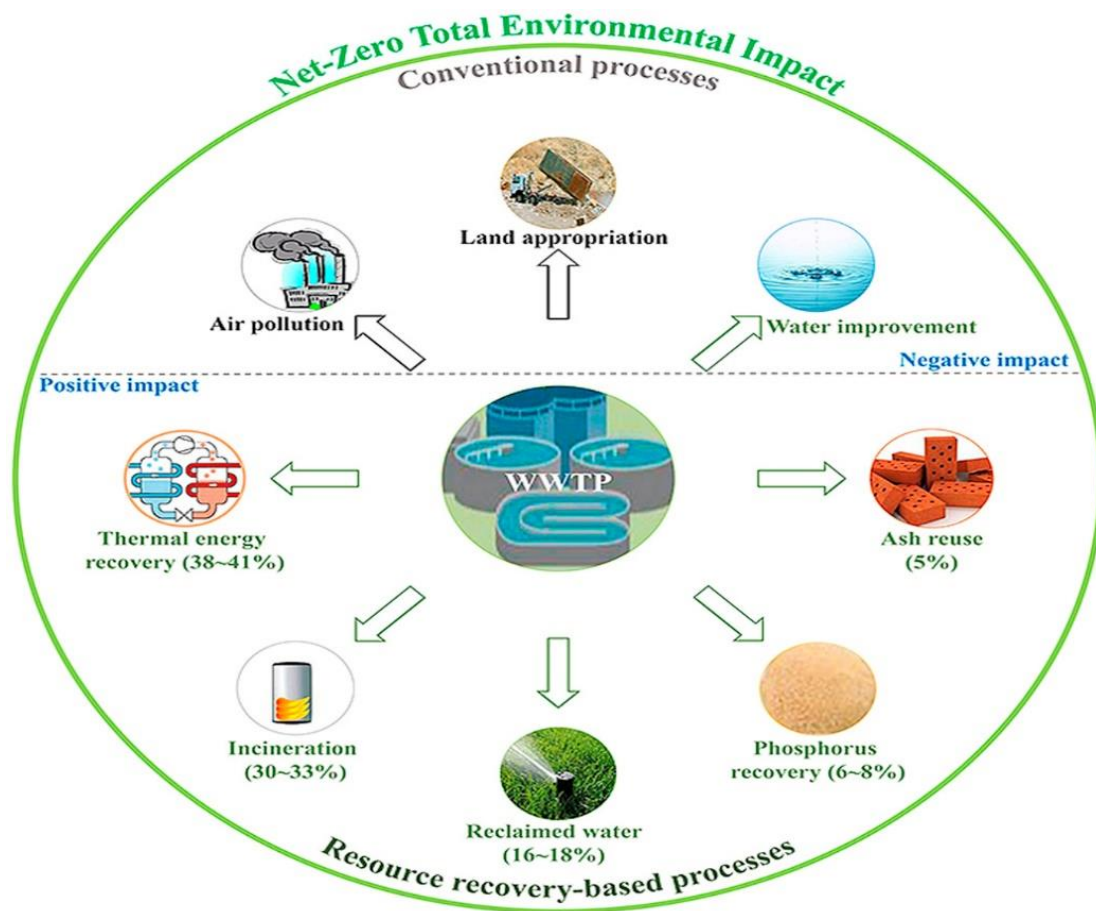 Net-Zero Total Environmental Impact
Conventional processes
Land appropriation
Air pollution
Water improvement
Negative impact
Positive impact
WWTP
Thermal energy
recovery (38~41%)
Ash reuse
(5%)
Incineration
(30~33%)
Phosphorus
recovery (6~8%)
Reclaimed water
(16~18%)
Resource recovery-based processes